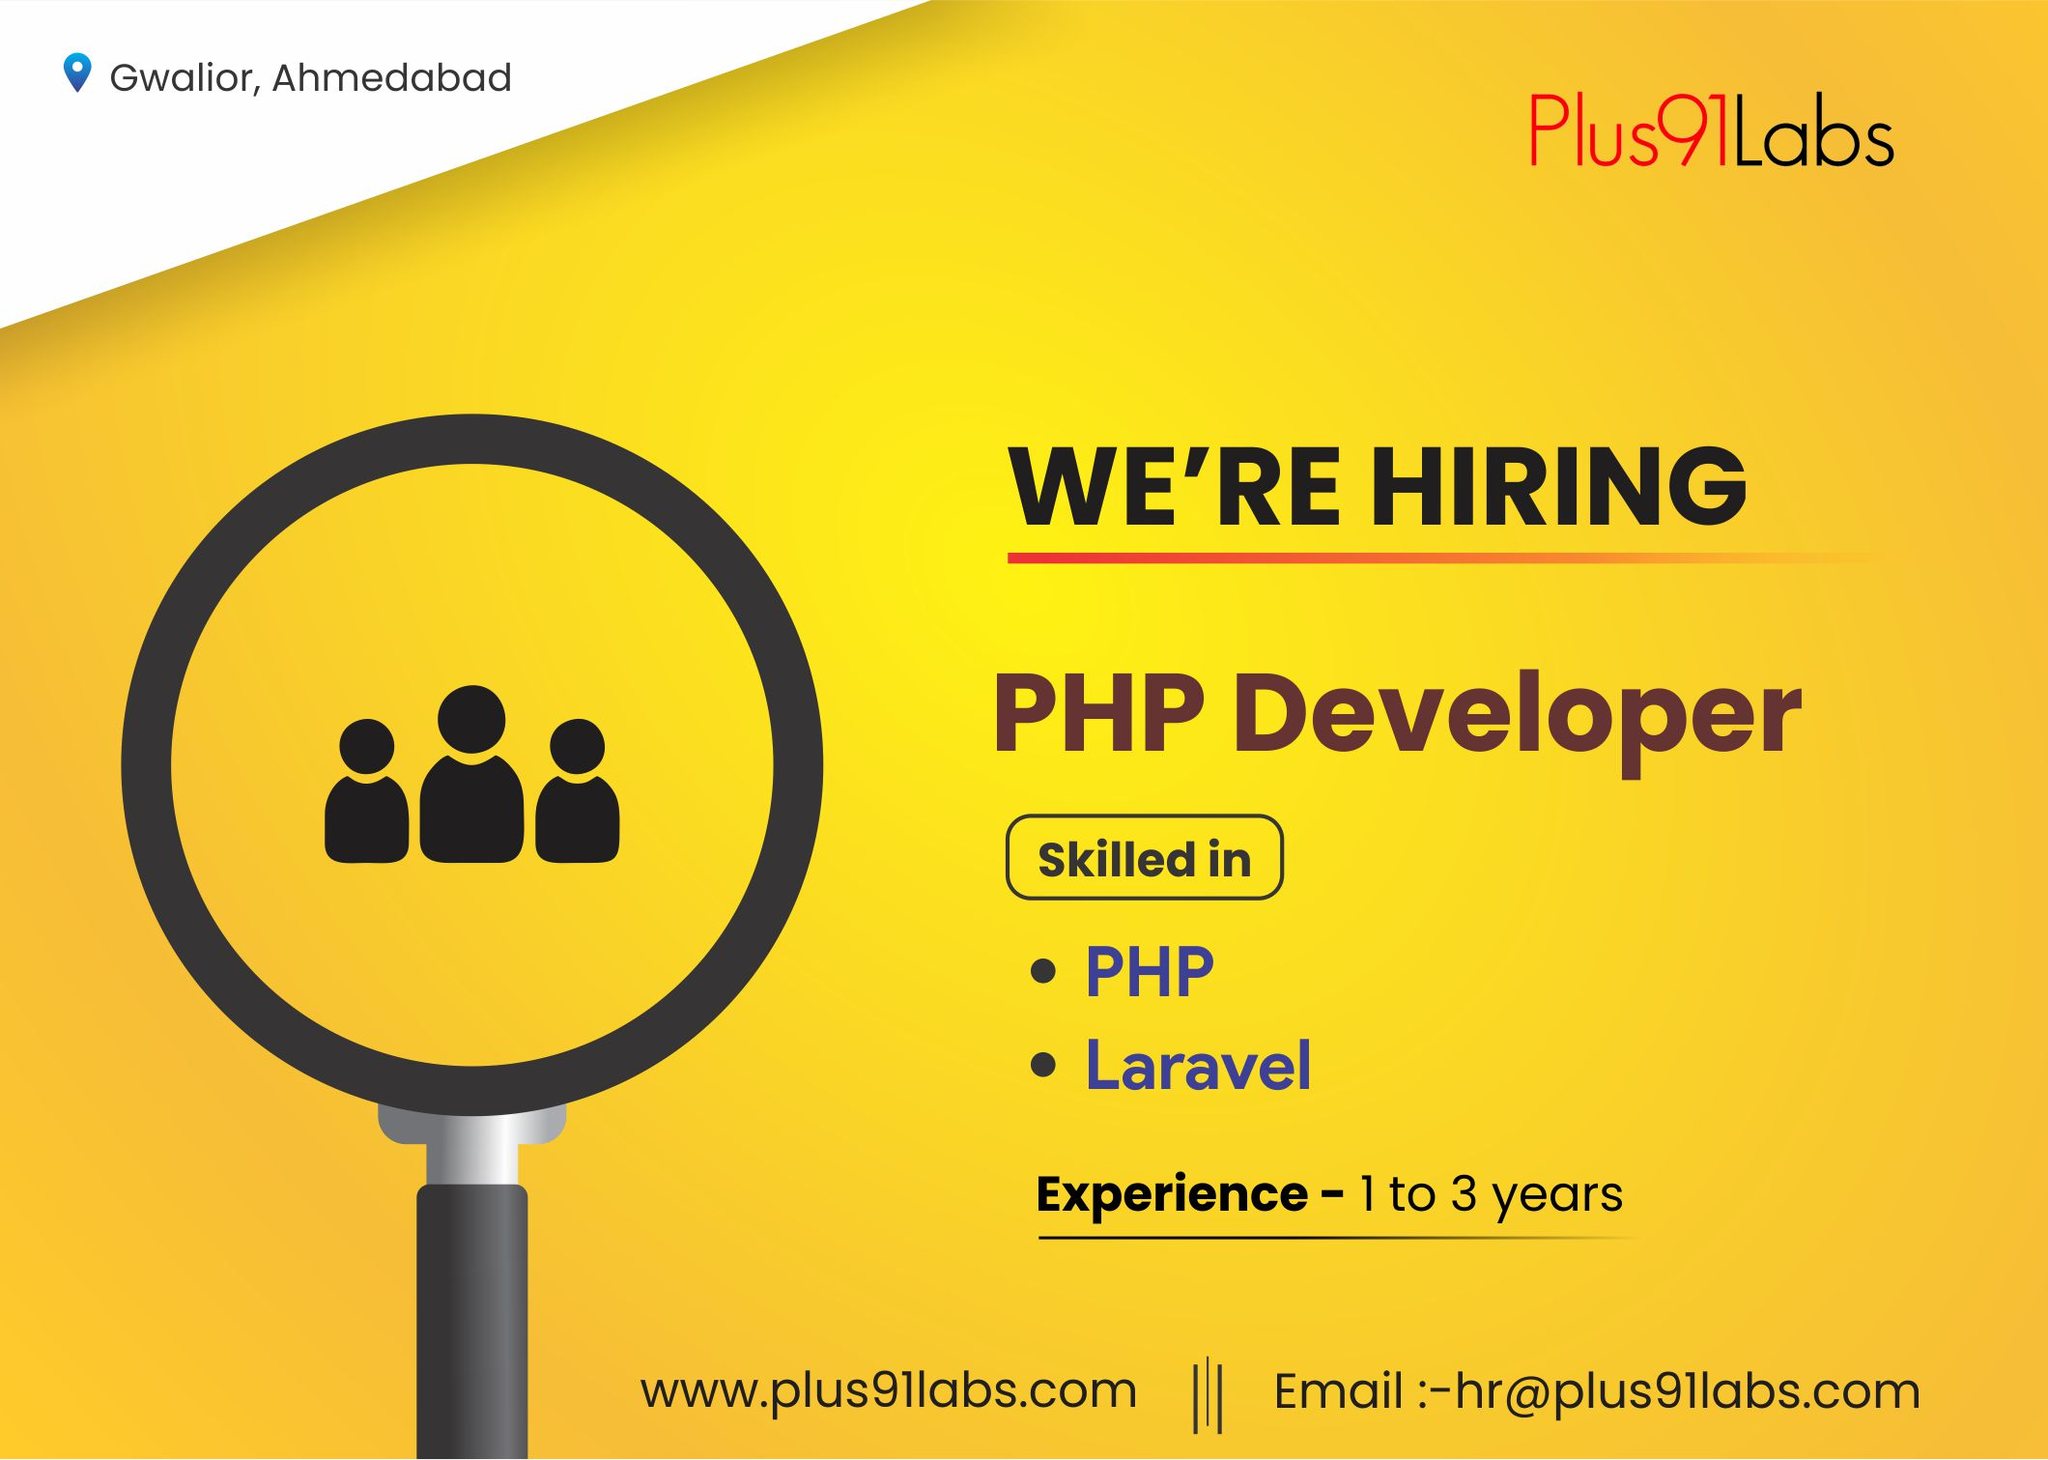 Gwalior, Ahmedabad
Plus91Labs
WE’RE HIRING
PHP Developer
Skilled in
• PHP
• Laravel
Experience - 1 to 3 years
www.plus91labs.com
Email :-hr@plus91labs.com